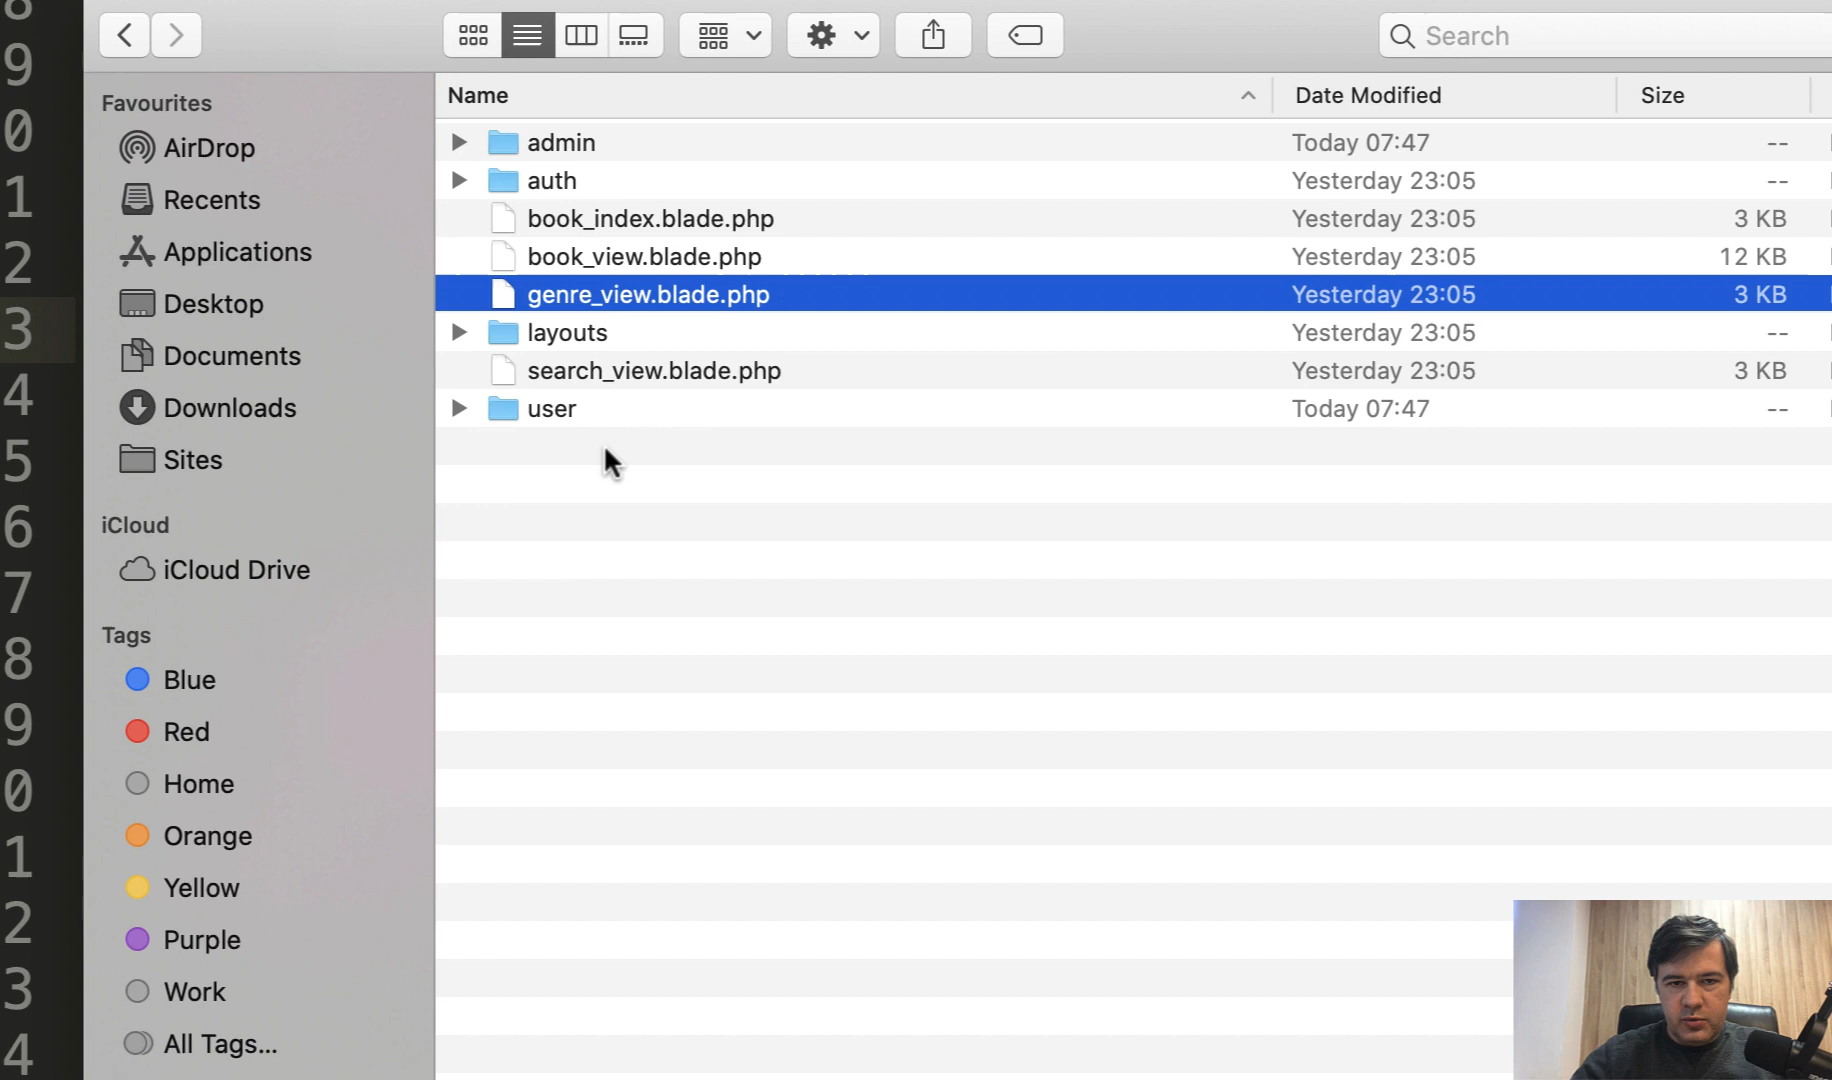 8
9
0
1
2
3
4
5
6
7
8
9
0
1
2
3
4
Search
Favourites
AirDrop
Recents
Applications
Desktop
Documents
Downloads
Sites
iCloud
iCloud Drive
Tags
Blue
Red
Home
Orange
Yellow
Purple
Work
All Tags...
Name Date Modified Size
admin Today 07:47 --
auth Yesterday 23:05 --
book_index.blade.php Yesterday 23:05 3 KB
book_view.blade.php Yesterday 23:05 12 KB
genre_view.blade.php Yesterday 23:05 3 KB
layouts Yesterday 23:05 --
search_view.blade.php Yesterday 23:05 3 KB
user Today 07:47 --